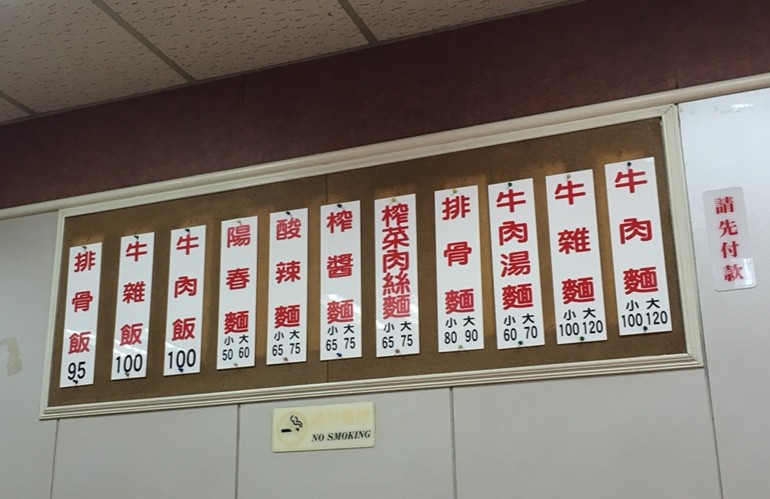 請先付款
牛肉麵
小 大
100 120
牛雜麵
小 大
100 120
牛肉湯麵
小 大
60 70
排骨麵
小 大
80 90
榨菜肉絲麵
小 大
65 75
榨醬麵
小 大
65 75
酸辣麵
小 大
65 75
陽春麵
小 大
50 60
牛肉飯
100
牛雜飯
100
排骨飯
95
NO SMOKING